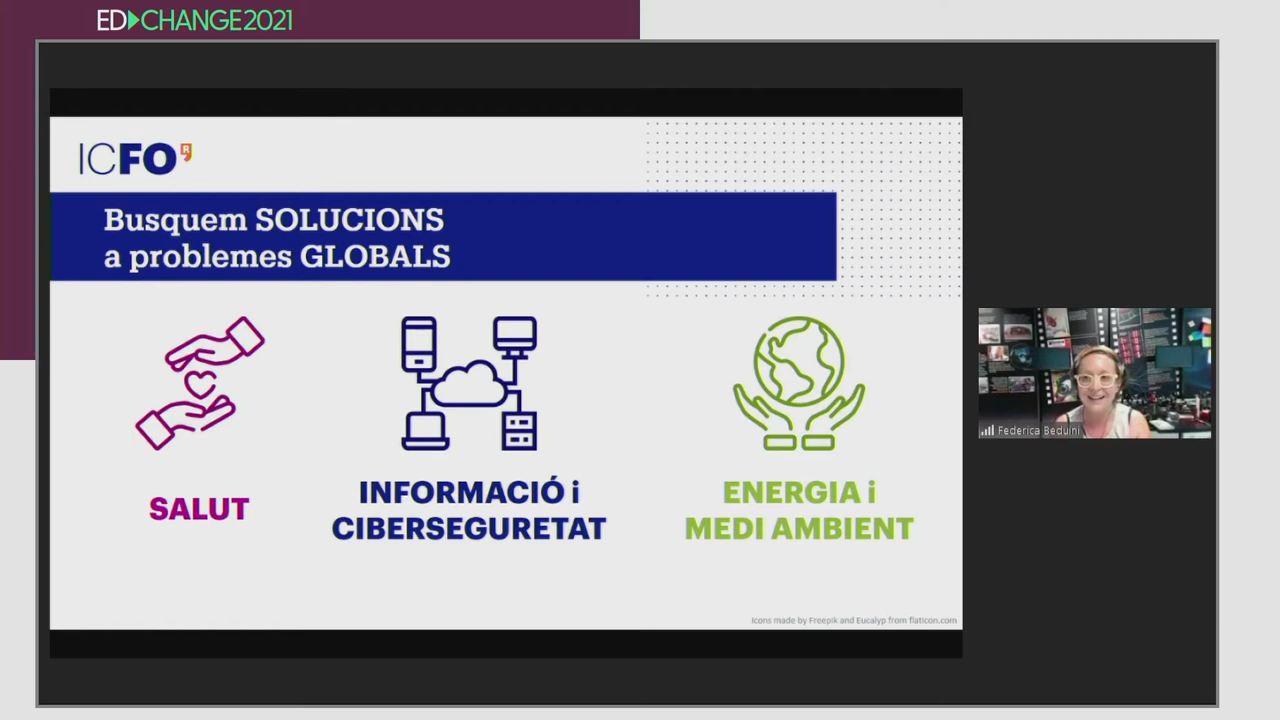 ED CHANGE2021
ICFO R
Busquem SOLUCIONS
a problemes GLOBALS
SALUT
INFORMACIÓ i
CIBERSEGURETAT
ENERGIA i
MEDI AMBIENT
Icons made by Freepik and Eucalyp from flaticon.com
Federica Beduini